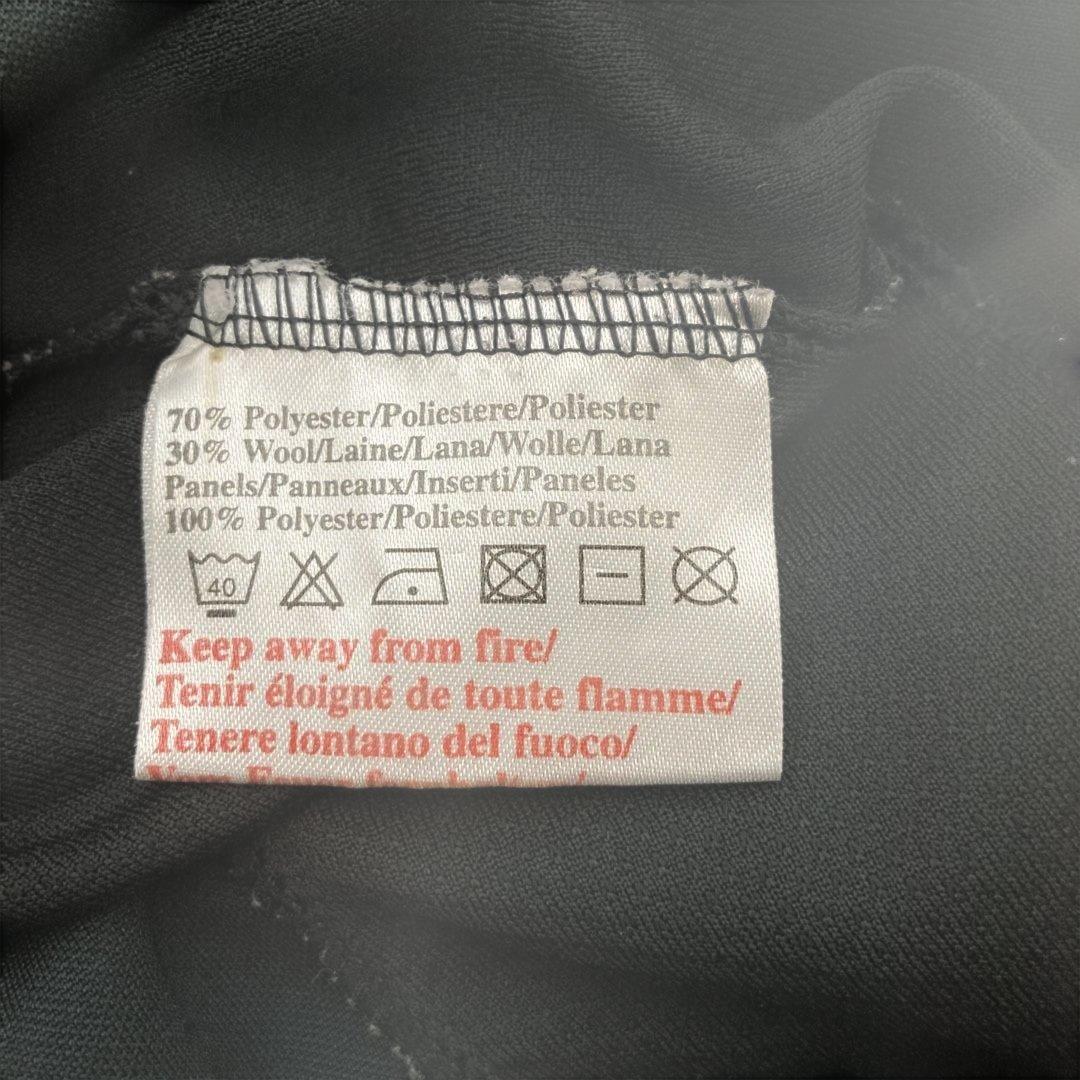 70% Polyester/Poliestere/Poliester
30% Wool/Laine/Lana/Wolle/Lana
Panels/Panneaux/Inserti/Paneles
100% Polyester/Poliestere/Poliester
40
Keep away from fire/
Tenir éloigné de toute flamme/
Tenere lontano del fuoco/